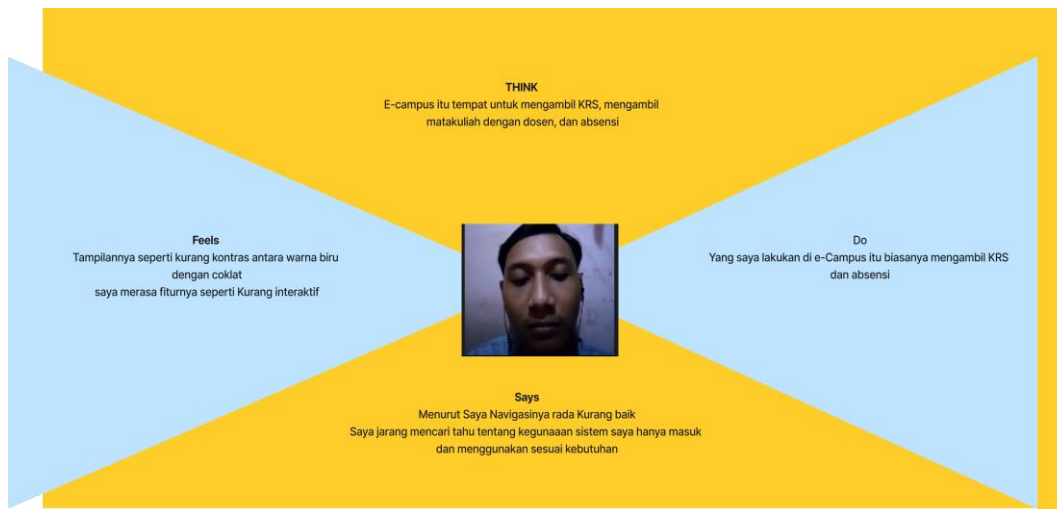 THINK
E-campus itu tempat untuk mengambil KRS, mengambil
matakuliah dengan dosen, dan absensi
Feels
Tampilannya seperti kurang kontras antara warna biru
dengan coklat
saya merasa fiturnya seperti Kurang interaktif
Do
Yang saya lakukan di e-Campus itu biasanya mengambil KRS
dan absensi
Says
Menurut Saya Navigasinya rada Kurang baik
Saya jarang mencari tahu tentang kegunaaan sistem saya hanya masuk
dan menggunakan sesuai kebutuhan